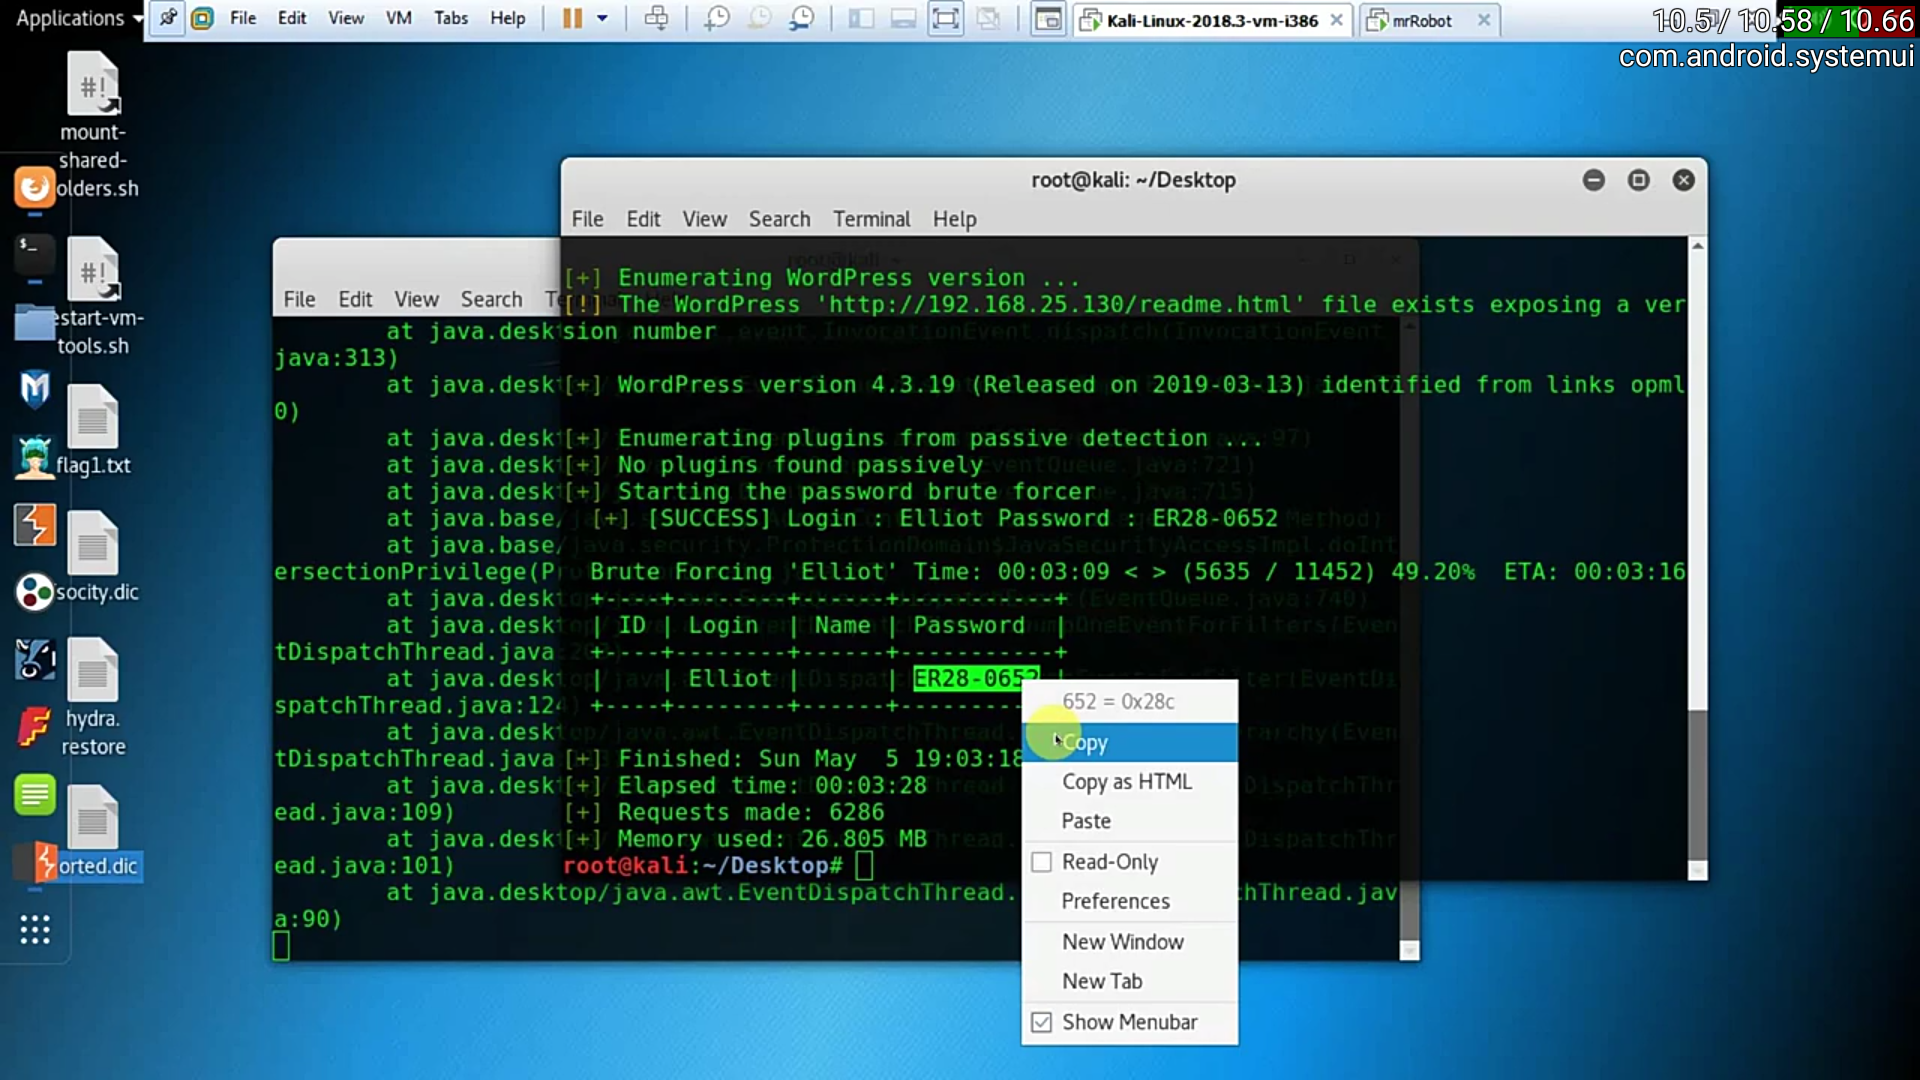 Applications
File Edit View VM Tabs Help
Kali-Linux-2018.3-vm-i386
mrRobot
10.5 / 10.58 / 10.66
com.android.systemui
#!
mount-
shared-
olders.sh
#!
estart-vm-
tools.sh
flag1.txt
socity.dic
hydra.
restore
orted.dic
root@kali: ~/Desktop
File Edit View Search Terminal Help
[+] Enumerating WordPress version ...
[!] The WordPress 'http://192.168.25.130/readme.html' file exists exposing a ver
sion number
[+] WordPress version 4.3.19 (Released on 2019-03-13) identified from links opml
[+] Enumerating plugins from passive detection ...
[+] No plugins found passively
[+] Starting the password brute forcer
[+] [SUCCESS] Login : Elliot Password : ER28-0652
Brute Forcing 'Elliot' Time: 00:03:09 < > (5635 / 11452) 49.20% ETA: 00:03:16
+----+--------+------+-----------+
| ID | Login | Name | Password |
+----+--------+------+-----------+
| | Elliot | | ER28-0652 |
+----+--------+------+-----------
[+] Finished: Sun May 5 19:03:18
[+] Elapsed time: 00:03:28
[+] Requests made: 6286
[+] Memory used: 26.805 MB
root@kali:~/Desktop#
File Edit View Search
at java.desk
java:313)
at java.desk
0)
at java.desk
at java.desk
at java.desk
at java.base/
at java.base/java.security.ProtectionDomain$JavaSecurityAccessImpl.doInt
ersectionPrivilege(P
at java.desk
at java.desk
tDispatchThread.java:
at java.desk
spatchThread.java:124)
at java.desk
tDispatchThread.java
at java.desk
ead.java:109)
at java.desk
ead.java:101)
at java.desktop/java.awt.EventDispatchThread. hThread.jav
a:90)
652 = 0x28c
Copy
Copy as HTML
Paste
Read-Only
Preferences
New Window
New Tab
Show Menubar